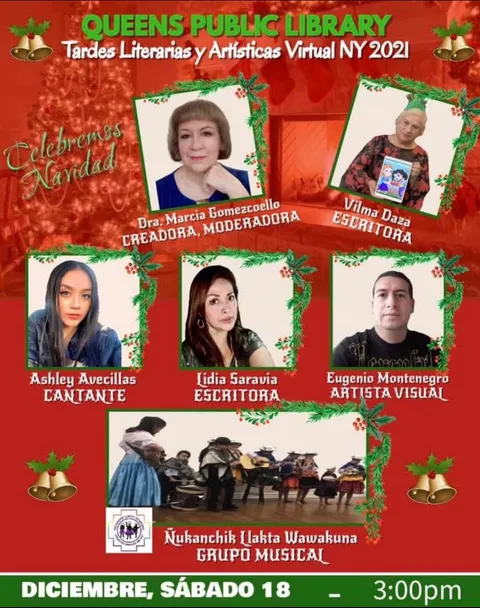 QUEENS PUBLIC LIBRARY
Tardes Literarias y Artísticas Virtual NY 2021
Celebremos
Navidad
Dra. Marcia Gomezcoello
CREADORA, MODERADORA
Vilma Daza
ESCRITORA
Ashley Avecillas
CANTANTE
Lidia Saravia
ESCRITORA
Eugenio Montenegro
ARTISTA VISUAL
Ñukanchik Llakta Wawakuna
GRUPO MUSICAL
DICIEMBRE, SÁBADO 18 - 3:00pm